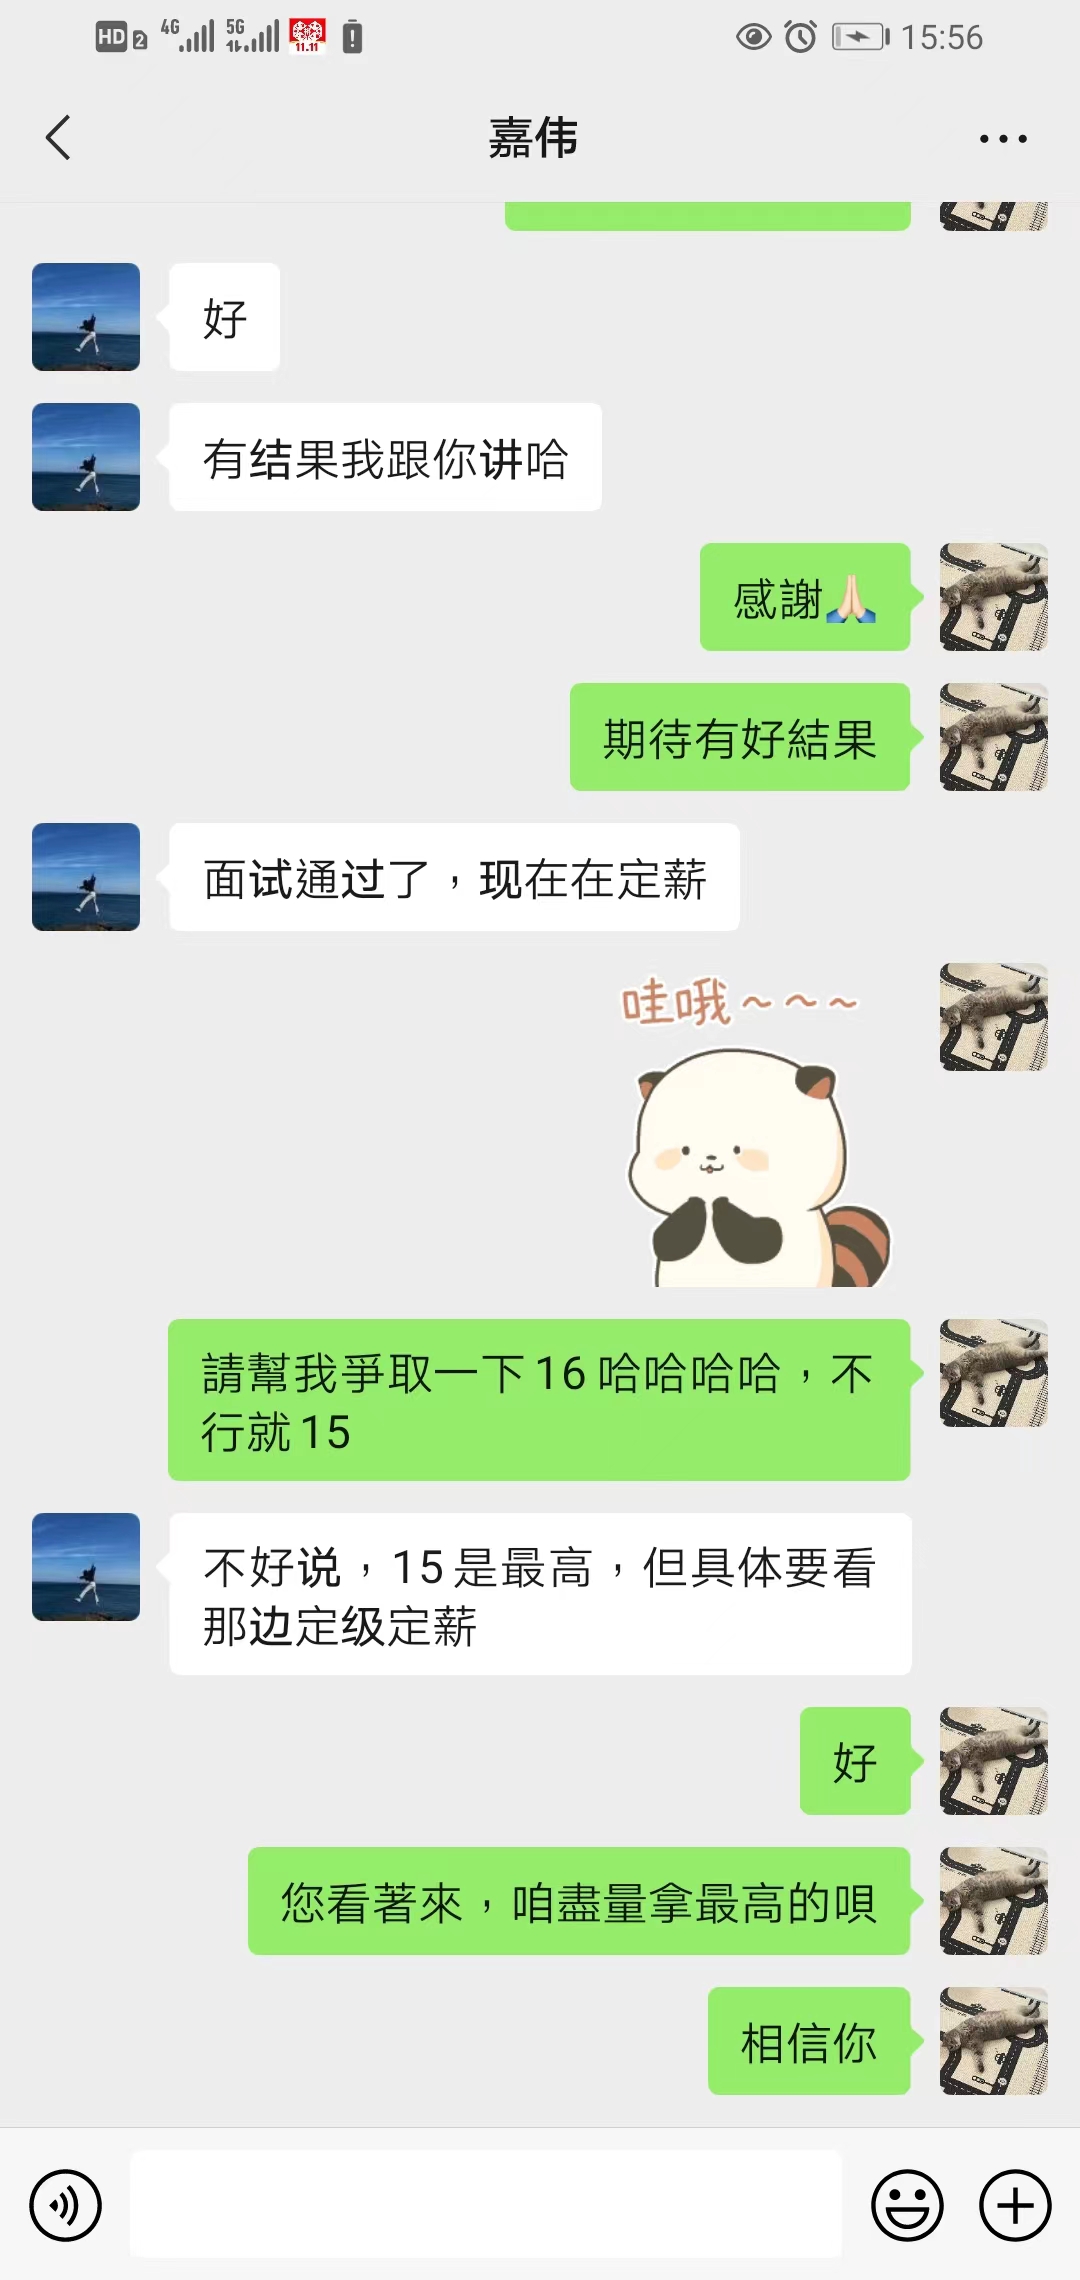 HD 2 4G 5G 11.11 15:56
嘉伟
好
有结果我跟你讲哈
感謝🙏🏻
期待有好結果
面试通过了，现在在定薪
哇哦~~~
請幫我爭取一下16哈哈哈哈，不
行就15
不好说，15是最高，但具体要看
那边定级定薪
好
您看著來，咱盡量拿最高的唄
相信你